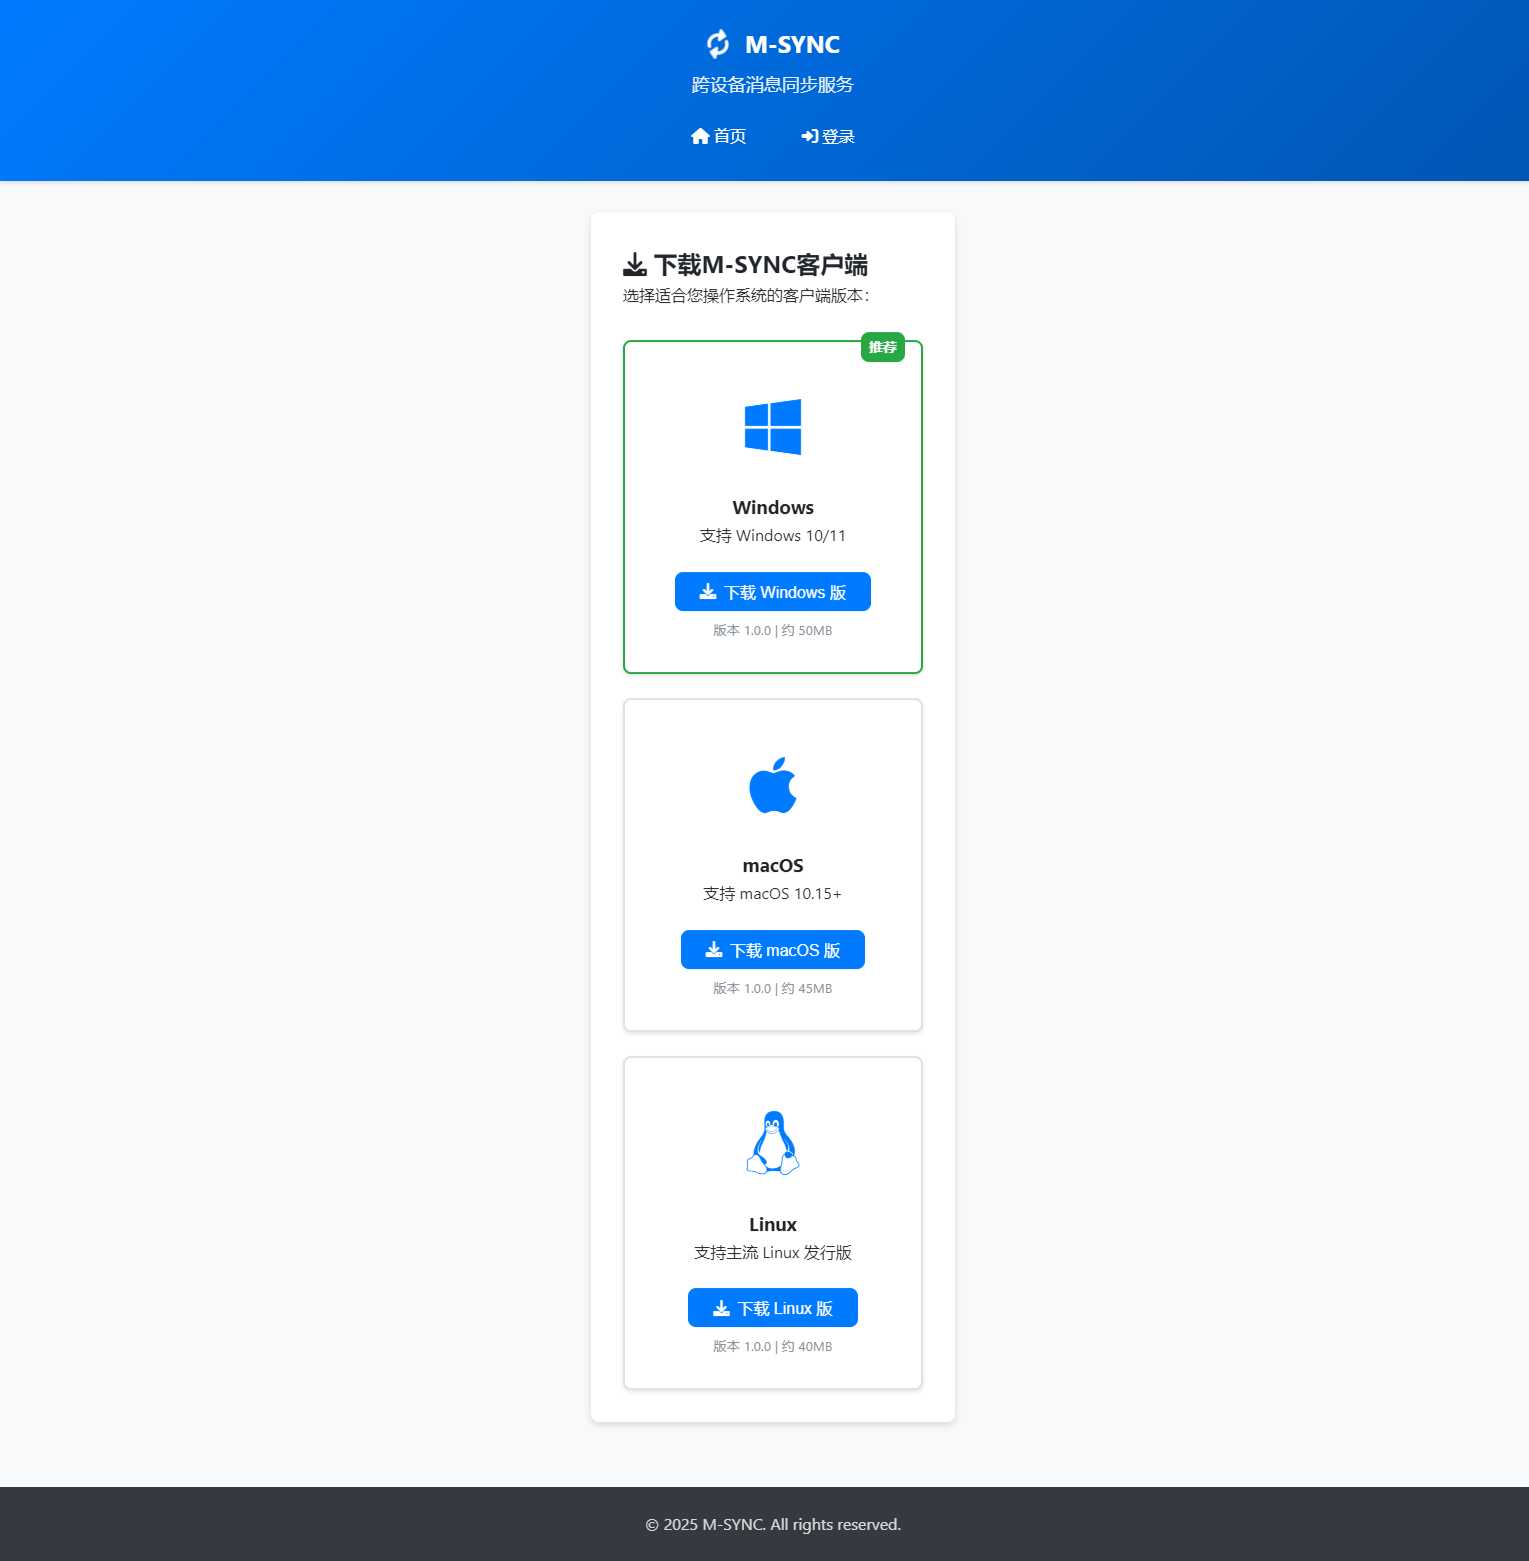 M-SYNC
跨设备消息同步服务
首页 登录
下载M-SYNC客户端
选择适合您操作系统的客户端版本：
推荐
Windows
支持 Windows 10/11
下载 Windows 版
版本 1.0.0 | 约 50MB
macOS
支持 macOS 10.15+
下载 macOS 版
版本 1.0.0 | 约 45MB
Linux
支持主流 Linux 发行版
下载 Linux 版
版本 1.0.0 | 约 40MB
© 2025 M-SYNC. All rights reserved.